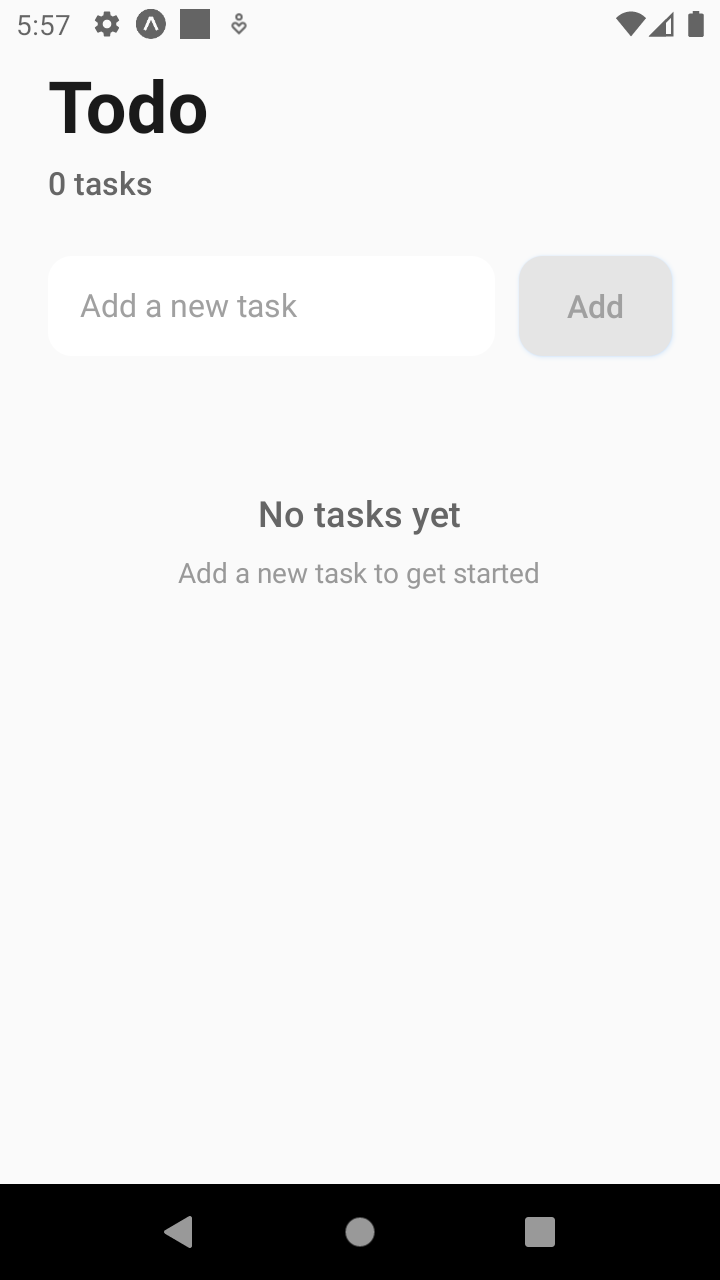 5:57
Todo
0 tasks
Add a new task
Add
No tasks yet
Add a new task to get started